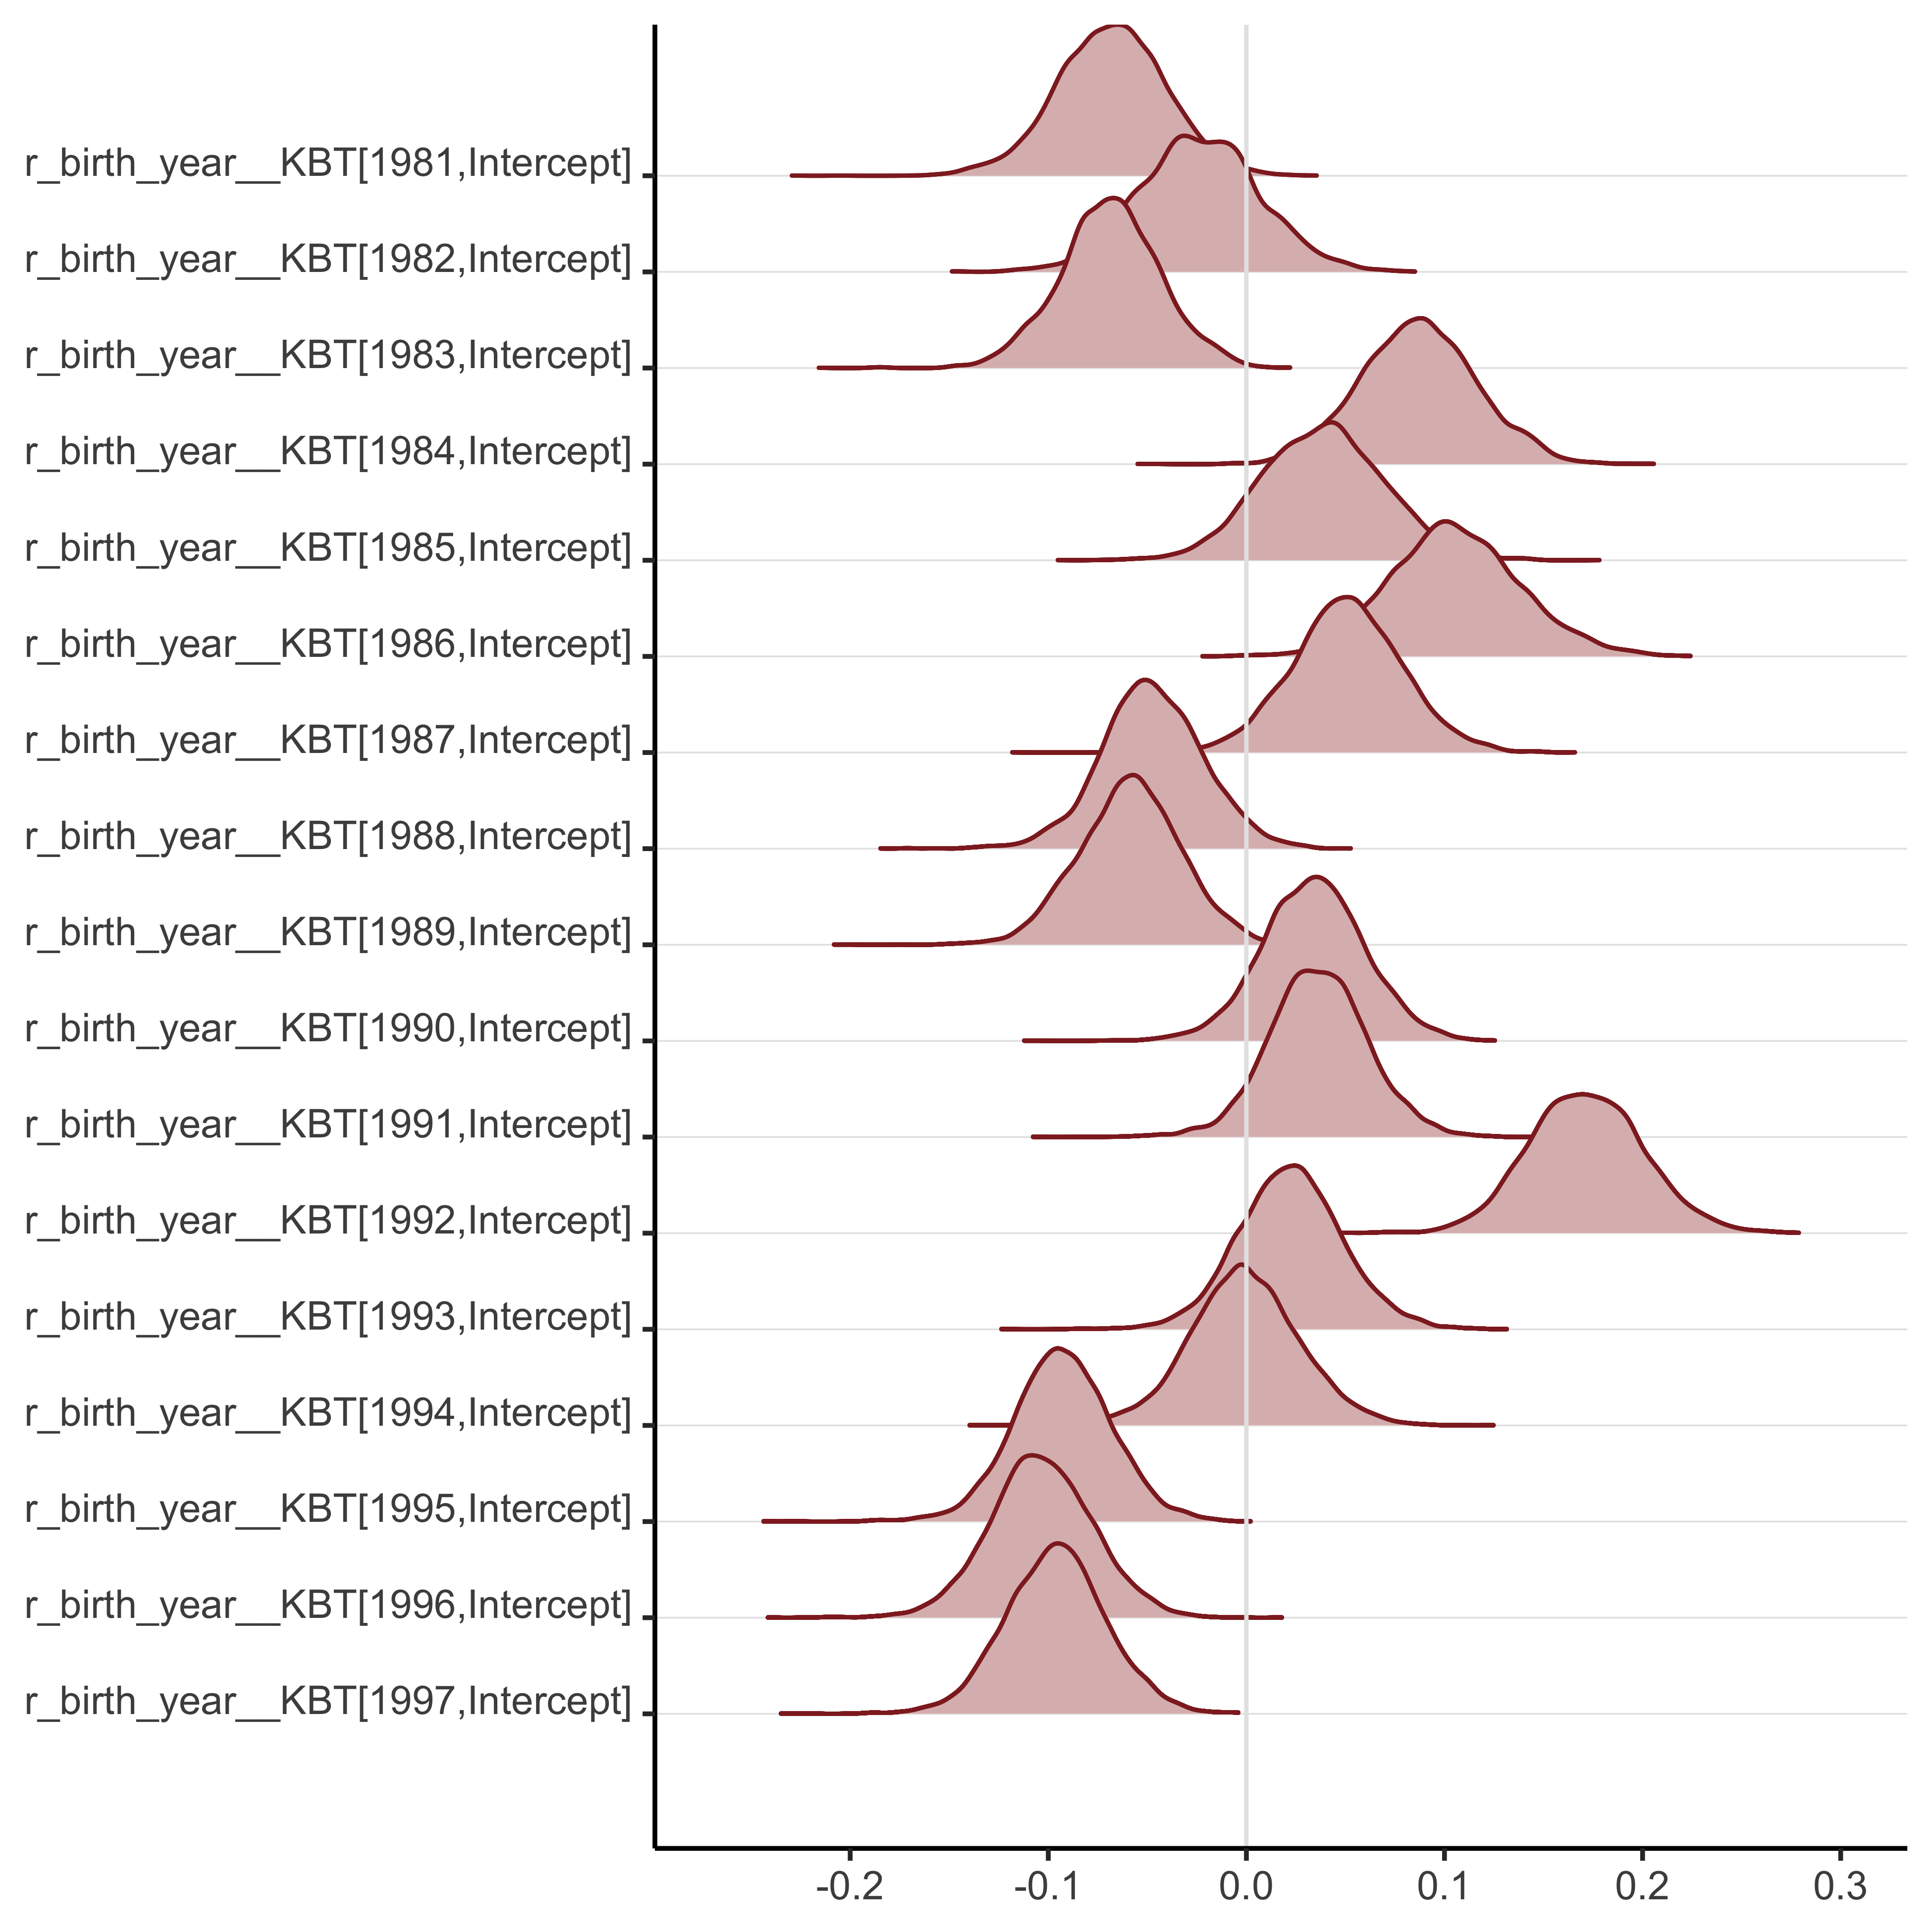 r_birth_year__KBT[1981,Intercept]
r_birth_year__KBT[1982,Intercept]
r_birth_year__KBT[1983,Intercept]
r_birth_year__KBT[1984,Intercept]
r_birth_year__KBT[1985,Intercept]
r_birth_year__KBT[1986,Intercept]
r_birth_year__KBT[1987,Intercept]
r_birth_year__KBT[1988,Intercept]
r_birth_year__KBT[1989,Intercept]
r_birth_year__KBT[1990,Intercept]
r_birth_year__KBT[1991,Intercept]
r_birth_year__KBT[1992,Intercept]
r_birth_year__KBT[1993,Intercept]
r_birth_year__KBT[1994,Intercept]
r_birth_year__KBT[1995,Intercept]
r_birth_year__KBT[1996,Intercept]
r_birth_year__KBT[1997,Intercept]
-0.2 -0.1 0.0 0.1 0.2 0.3